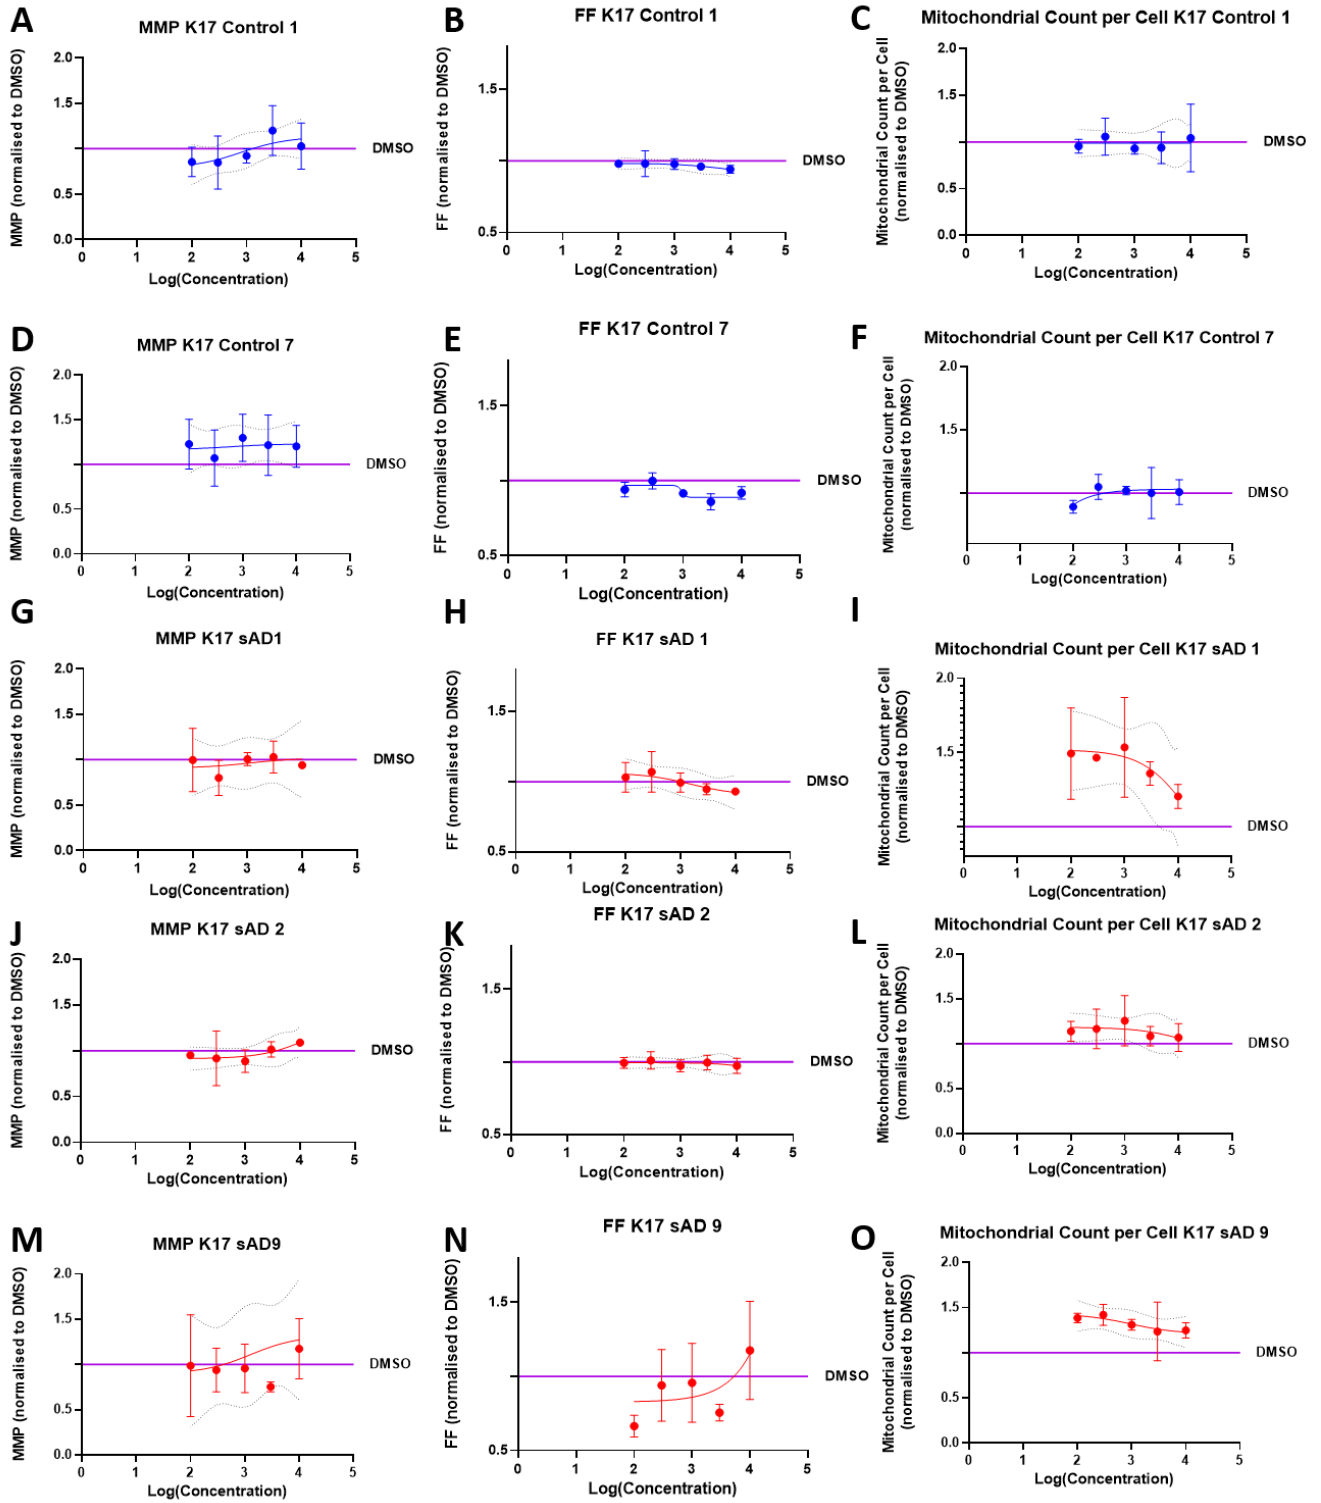 A
MMP K17 Control 1
MMP (normalised to DMSO)
2.0
1.5
0.5
0.0
0 1 2 3 4 5
Log(Concentration)
DMSO
B
FF K17 Control 1
FF (normalised to DMSO)
1.5
0.5
0 1 2 3 4 5
Log(Concentration)
DMSO
C
Mitochondrial Count per Cell K17 Control 1
Mitochondrial Count per Cell
(normalised to DMSO)
2.0
1.5
0.5
0.0
0 1 2 3 4 5
Log(Concentration)
DMSO
D
MMP K17 Control 7
MMP (normalised to DMSO)
2.0
1.5
0.5
0.0
0 1 2 3 4 5
Log(Concentration)
DMSO
E
FF K17 Control 7
FF (normalised to DMSO)
1.5
0.5
0 1 2 3 4 5
Log(Concentration)
DMSO
F
Mitochondrial Count per Cell K17 Control 7
Mitochondrial Count per Cell
(normalised to DMSO)
2.0
1.5
0 1 2 3 4 5
Log(Concentration)
DMSO
G
MMP K17 sAD1
MMP (normalised to DMSO)
2.0
1.5
0.5
0.0
0 1 2 3 4 5
Log(Concentration)
DMSO
H
FF K17 sAD 1
FF (normalised to DMSO)
1.5
0.5
0 1 2 3 4 5
Log(Concentration)
DMSO
I
Mitochondrial Count per Cell K17 sAD 1
Mitochondrial Count per Cell
(normalised to DMSO)
2.0
1.5
0 1 2 3 4 5
Log(Concentration)
DMSO
J
MMP K17 sAD 2
MMP (normalised to DMSO)
2.0
1.5
0.5
0.0
0 1 2 3 4 5
Log(Concentration)
DMSO
K
FF K17 sAD 2
FF (normalised to DMSO)
1.5
0.5
0 1 2 3 4 5
Log(Concentration)
DMSO
L
Mitochondrial Count per Cell K17 sAD 2
Mitochondrial Count per Cell
(normalised to DMSO)
2.0
1.5
0.5
0.0
0 1 2 3 4 5
Log(Concentration)
DMSO
M
MMP K17 sAD9
MMP (normalised to DMSO)
2.0
1.5
0.5
0.0
0 1 2 3 4 5
Log(Concentration)
DMSO
N
FF K17 sAD 9
FF (normalised to DMSO)
1.5
0.5
0 1 2 3 4 5
Log(Concentration)
DMSO
O
Mitochondrial Count per Cell K17 sAD 9
Mitochondrial Count per Cell
(normalised to DMSO)
2.0
1.5
0.5
0.0
0 1 2 3 4 5
Log(Concentration)
DMSO